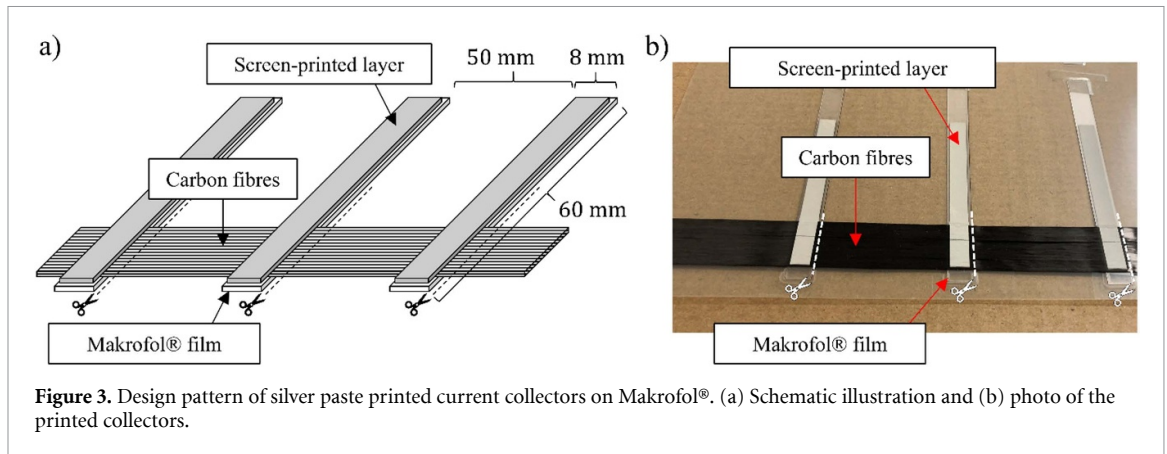 a)
Screen-printed layer
50 mm
8 mm
Carbon fibres
60 mm
Makrofol® film
b)
Screen-printed layer
Carbon fibres
Makrofol® film
Figure 3. Design pattern of silver paste printed current collectors on Makrofol®. (a) Schematic illustration and (b) photo of the
printed collectors.